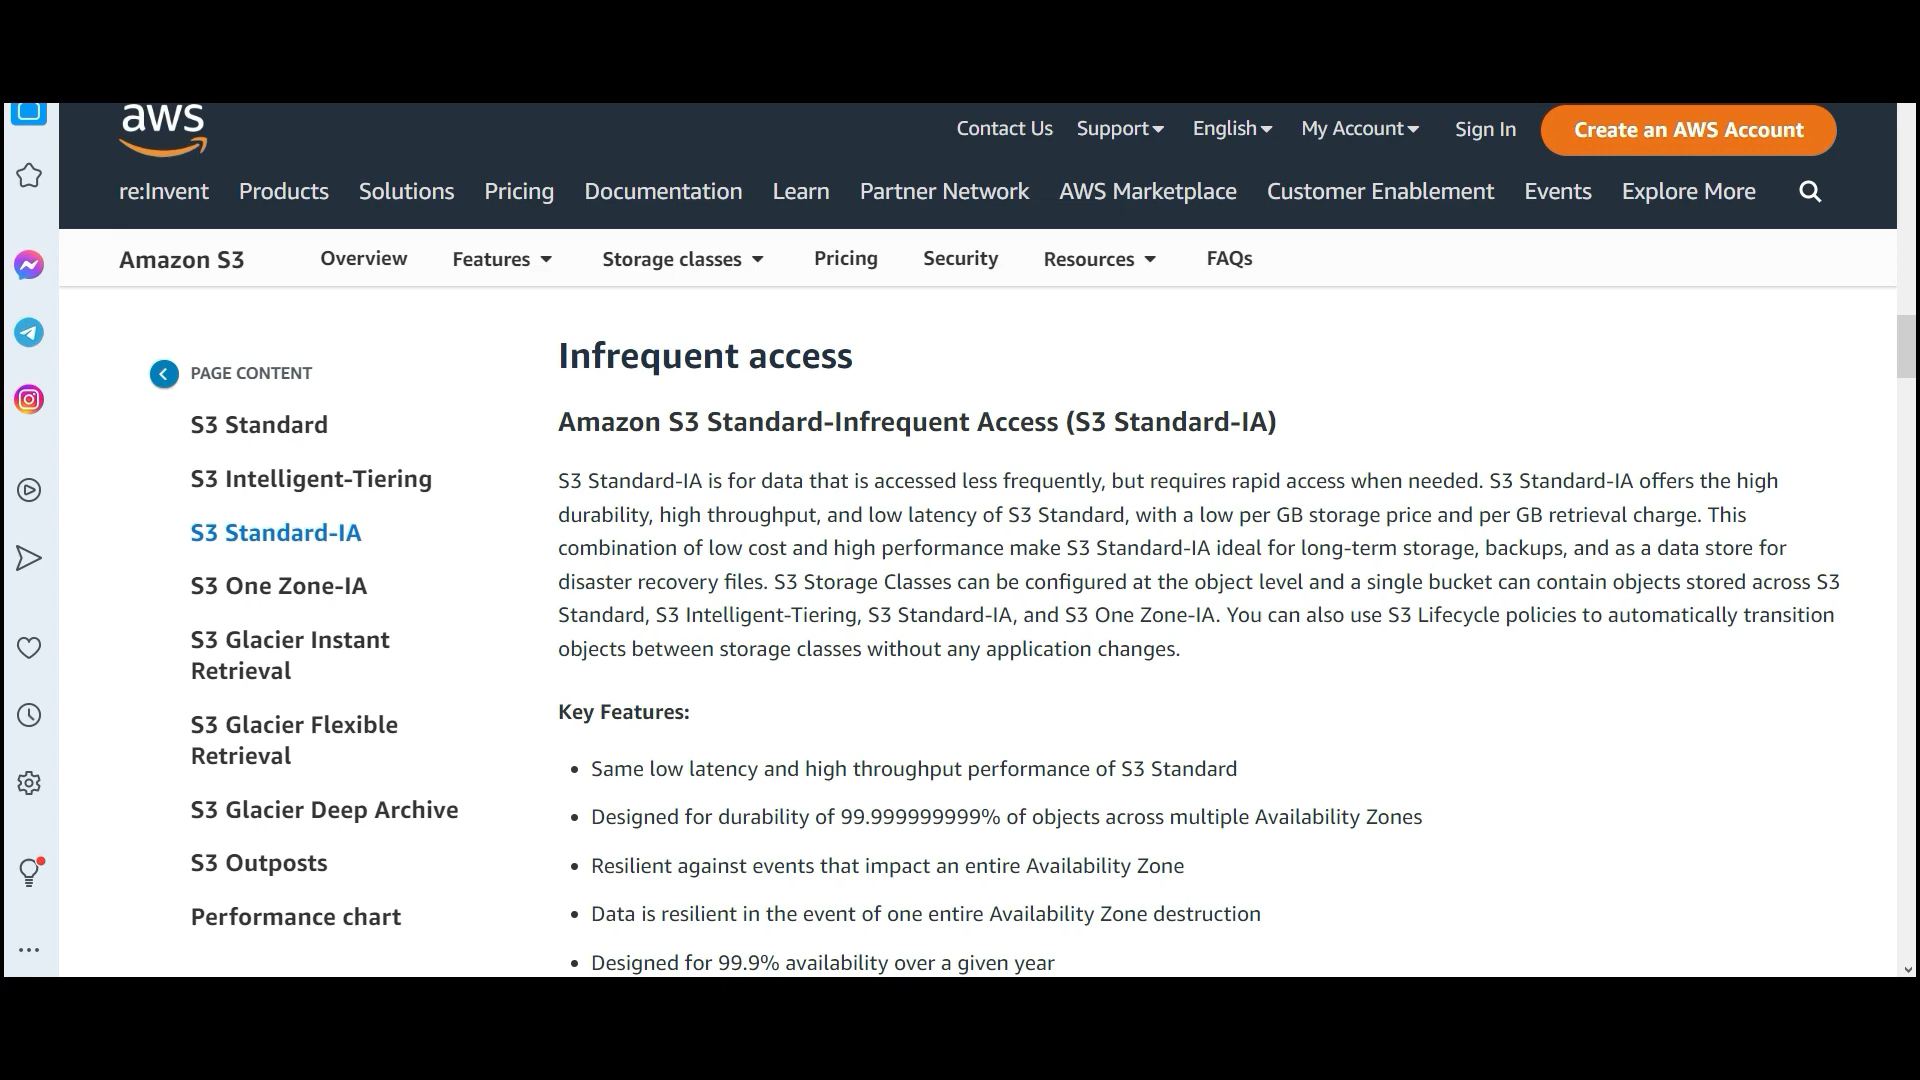 aws
Contact Us Support English My Account Sign In Create an AWS Account
re:Invent Products Solutions Pricing Documentation Learn Partner Network AWS Marketplace Customer Enablement Events Explore More
Amazon S3 Overview Features Storage classes Pricing Security Resources FAQs
PAGE CONTENT
S3 Standard
S3 Intelligent-Tiering
S3 Standard-IA
S3 One Zone-IA
S3 Glacier Instant
Retrieval
S3 Glacier Flexible
Retrieval
S3 Glacier Deep Archive
S3 Outposts
Performance chart
Infrequent access
Amazon S3 Standard-Infrequent Access (S3 Standard-IA)
S3 Standard-IA is for data that is accessed less frequently, but requires rapid access when needed. S3 Standard-IA offers the high
durability, high throughput, and low latency of S3 Standard, with a low per GB storage price and per GB retrieval charge. This
combination of low cost and high performance make S3 Standard-IA ideal for long-term storage, backups, and as a data store for
disaster recovery files. S3 Storage Classes can be configured at the object level and a single bucket can contain objects stored across S3
Standard, S3 Intelligent-Tiering, S3 Standard-IA, and S3 One Zone-IA. You can also use S3 Lifecycle policies to automatically transition
objects between storage classes without any application changes.
Key Features:
• Same low latency and high throughput performance of S3 Standard
• Designed for durability of 99.999999999% of objects across multiple Availability Zones
• Resilient against events that impact an entire Availability Zone
• Data is resilient in the event of one entire Availability Zone destruction
• Designed for 99.9% availability over a given year